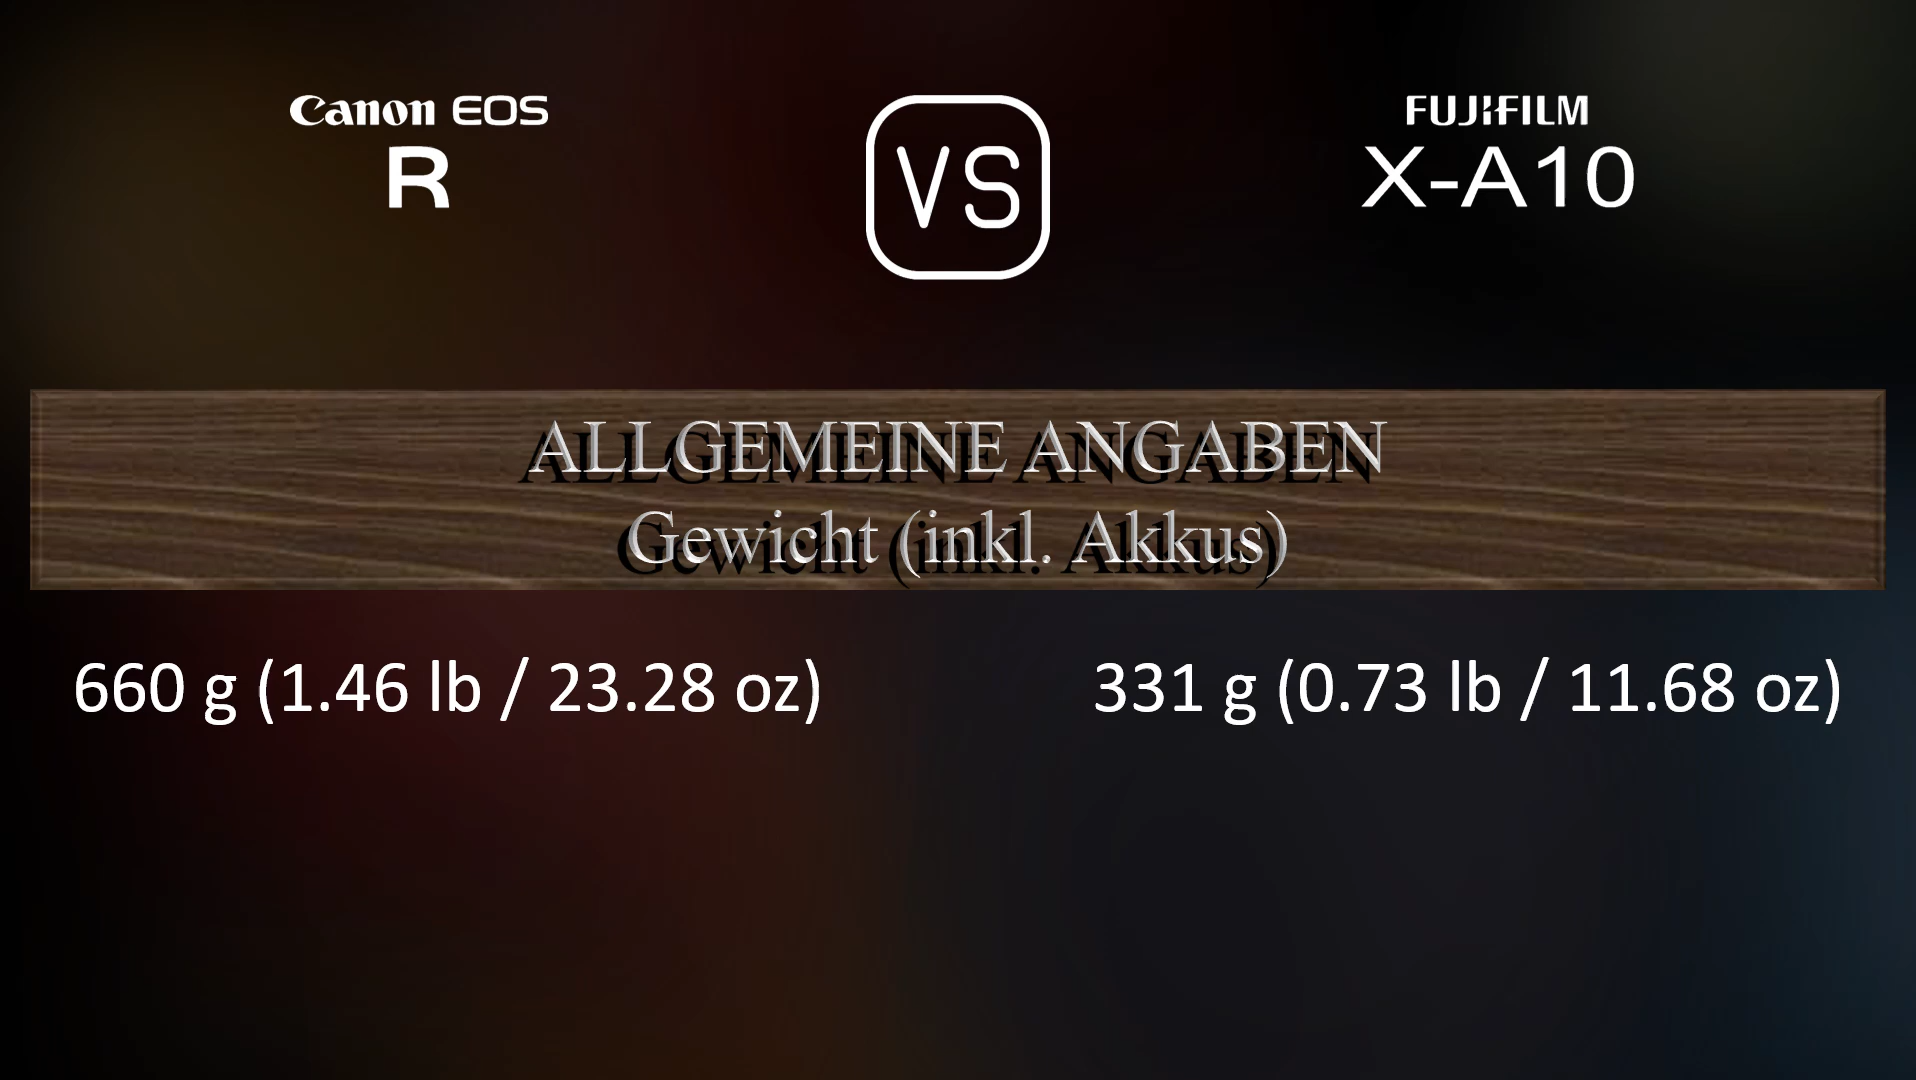 Canon EOS
R
VS
FUJIFILM
X-A10
ALLGEMEINE ANGABEN
Gewicht (inkl. Akkus)
660 g (1.46 lb / 23.28 oz)
331 g (0.73 lb / 11.68 oz)